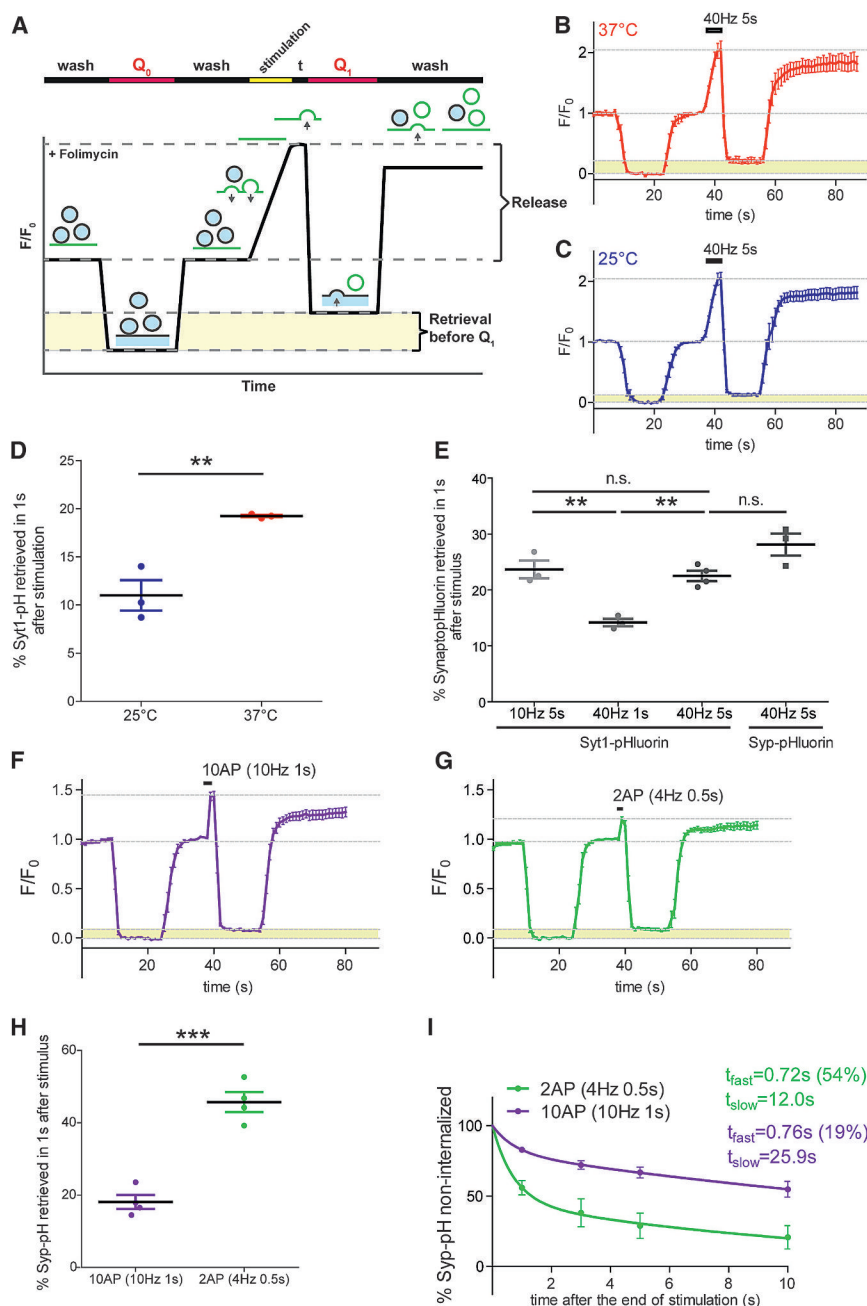 A
wash Q0 wash stimulation t Q1 wash
+ Folimycin
F/F0
Release
Retrieval
before Q1
Time
B
37°C
40Hz 5s
F/F0
2
1
0
0 20 40 60 80
time (s)
C
25°C
40Hz 5s
F/F0
2
1
0
0 20 40 60 80
time (s)
D
**
% Syt1-pH retrieved in 1s
after stimulation
25
20
15
10
5
0
25°C 37°C
E
n.s.
** ** n.s.
% SynaptopHluorin retrieved in 1s
after stimulus
40
30
20
10
0
10Hz 5s 40Hz 1s 40Hz 5s 40Hz 5s
Syt1-pHluorin Syp-pHluorin
F
10AP (10Hz 1s)
F/F0
1.5
1.0
0.5
0.0
20 40 60 80
time (s)
G
2AP (4Hz 0.5s)
F/F0
1.5
1.0
0.5
0.0
20 40 60 80
time (s)
H
***
% Syp-pH retrieved in 1s after stimulus
60
40
20
0
10AP (10Hz 1s) 2AP (4Hz 0.5s)
I
2AP (4Hz 0.5s)
10AP (10Hz 1s)
tfast=0.72s (54%)
tslow=12.0s
tfast=0.76s (19%)
tslow=25.9s
% Syp-pH non-internalized
100
50
0
2 4 6 8 10
time after the end of stimulation (s)